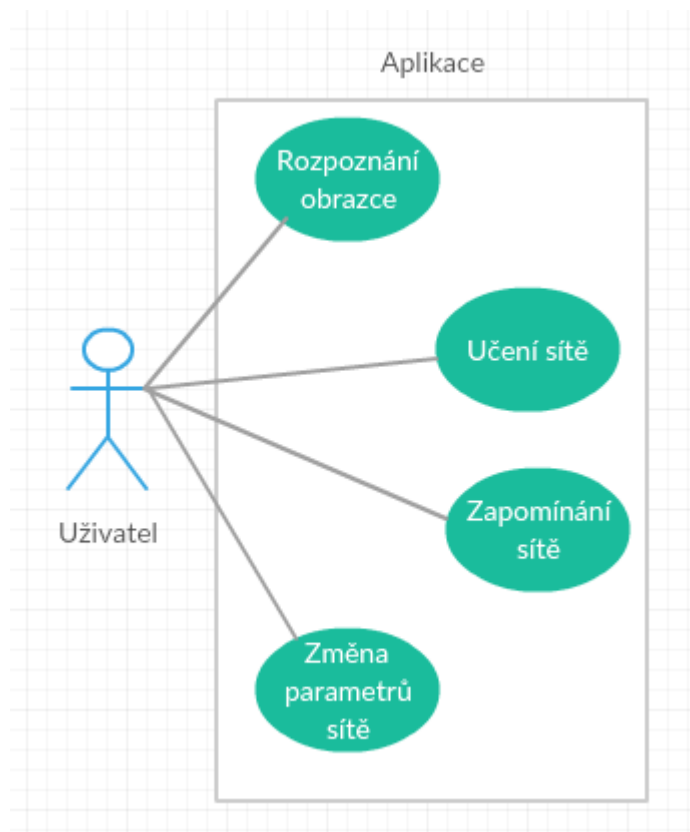 Aplikace
Rozpoznání
obrazce
Učení sítě
Uživatel
Zapomínání
sítě
Změna
parametrů
sítě